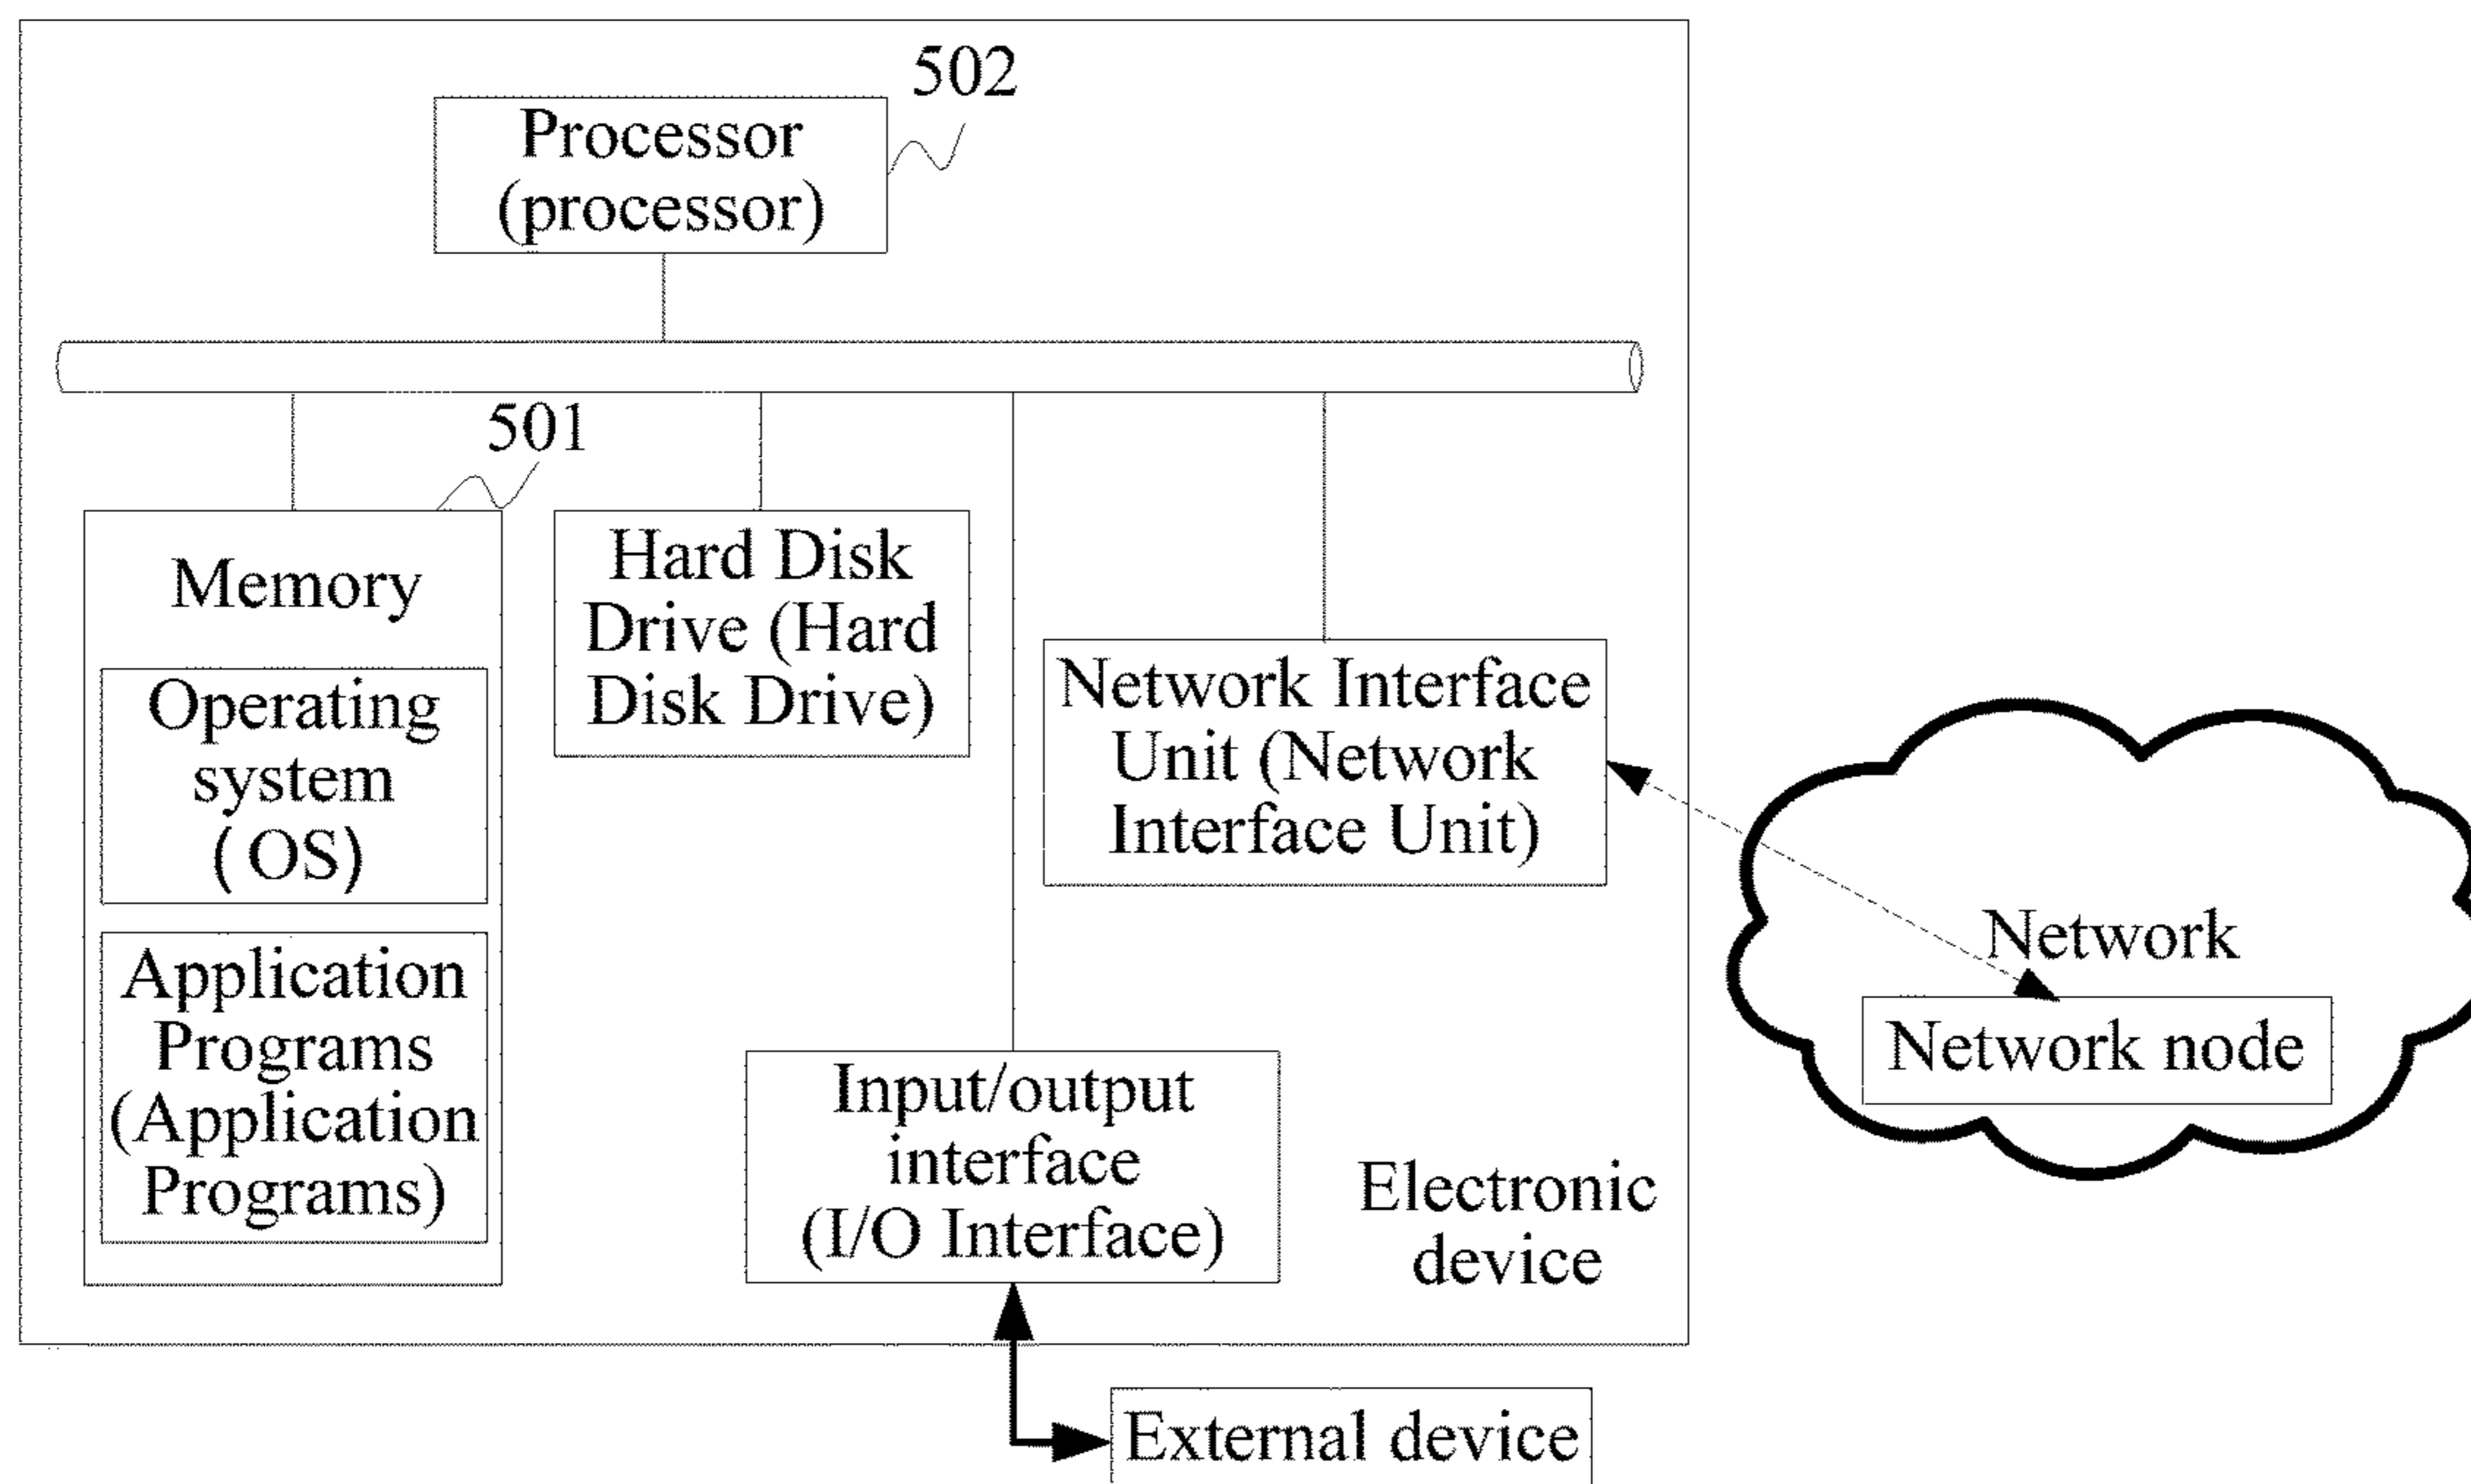 502
Processor
(processor)
501
Memory
Operating
system
( OS)
Application
Programs
(Application
Programs)
Hard Disk
Drive (Hard
Disk Drive)
Network Interface
Unit (Network
Interface Unit)
Input/output
interface
(I/O Interface)
Electronic
device
Network
Network node
External device